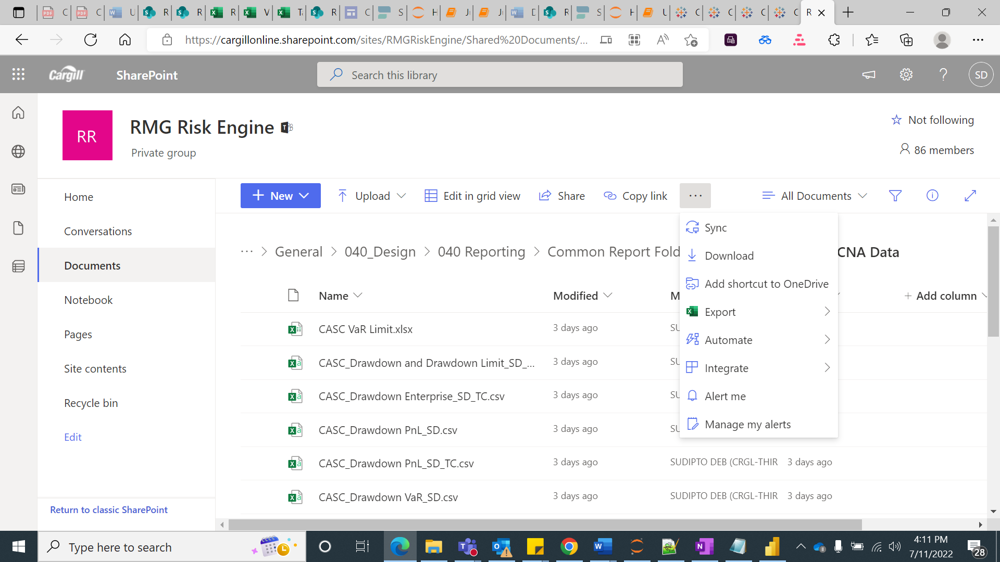 https://cargillonline.sharepoint.com/sites/RMGRiskEngine/Shared%20Documents/...
Cargill
SharePoint
Search this library
SD
RR
RMG Risk Engine
Private group
Not following
86 members
Home
Conversations
Documents
Notebook
Pages
Site contents
Recycle bin
Edit
Return to classic SharePoint
New
Upload
Edit in grid view
Share
Copy link
All Documents
General
040_Design
040 Reporting
Common Report Fold
CNA Data
Sync
Download
Add shortcut to OneDrive
Export
Automate
Integrate
Alert me
Manage my alerts
Name
Modified
M
Add column
CASC VaR Limit.xlsx
3 days ago
SU
CASC_Drawdown and Drawdown Limit_SD_...
3 days ago
SU
CASC_Drawdown Enterprise_SD_TC.csv
3 days ago
SU
CASC_Drawdown PnL_SD.csv
3 days ago
SU
CASC_Drawdown PnL_SD_TC.csv
3 days ago
SUDIPTO DEB (CRGL-THIR
3 days ago
CASC_Drawdown VaR_SD.csv
3 days ago
SUDIPTO DEB (CRGL-THIR
3 days ago
Type here to search
4:11 PM
7/11/2022
28